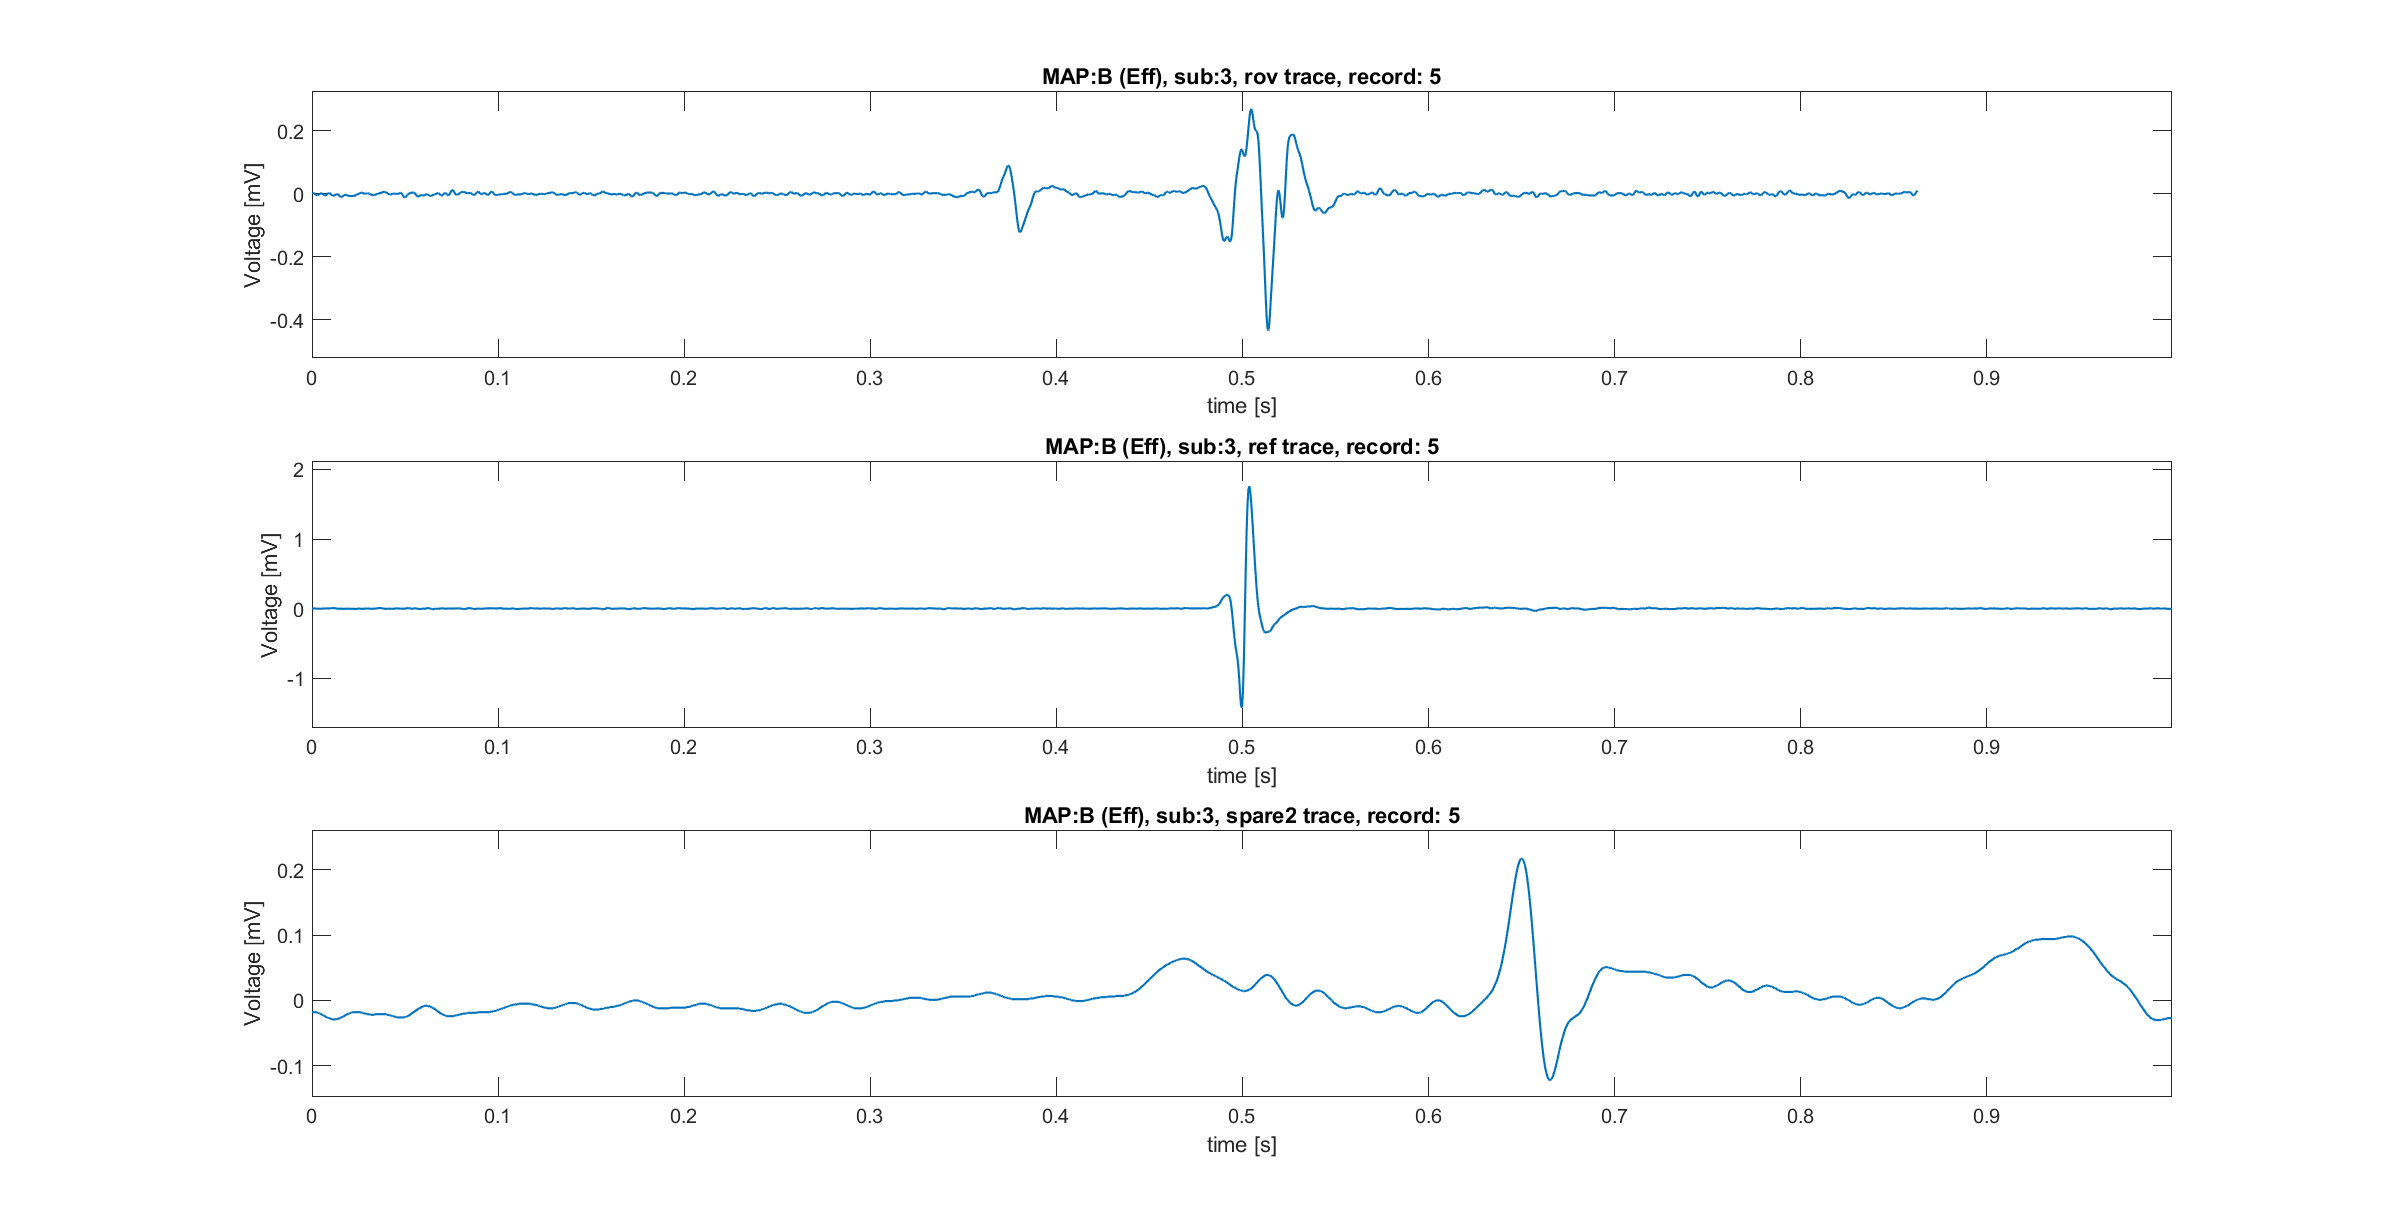 MAP:B (Eff), sub:3, rov trace, record: 5
Voltage [mV]
0.2
0
-0.2
-0.4
0 0.1 0.2 0.3 0.4 0.5 0.6 0.7 0.8 0.9
time [s]
MAP:B (Eff), sub:3, ref trace, record: 5
Voltage [mV]
2
1
0
-1
0 0.1 0.2 0.3 0.4 0.5 0.6 0.7 0.8 0.9
time [s]
MAP:B (Eff), sub:3, spare2 trace, record: 5
Voltage [mV]
0.2
0.1
0
-0.1
0 0.1 0.2 0.3 0.4 0.5 0.6 0.7 0.8 0.9
time [s]